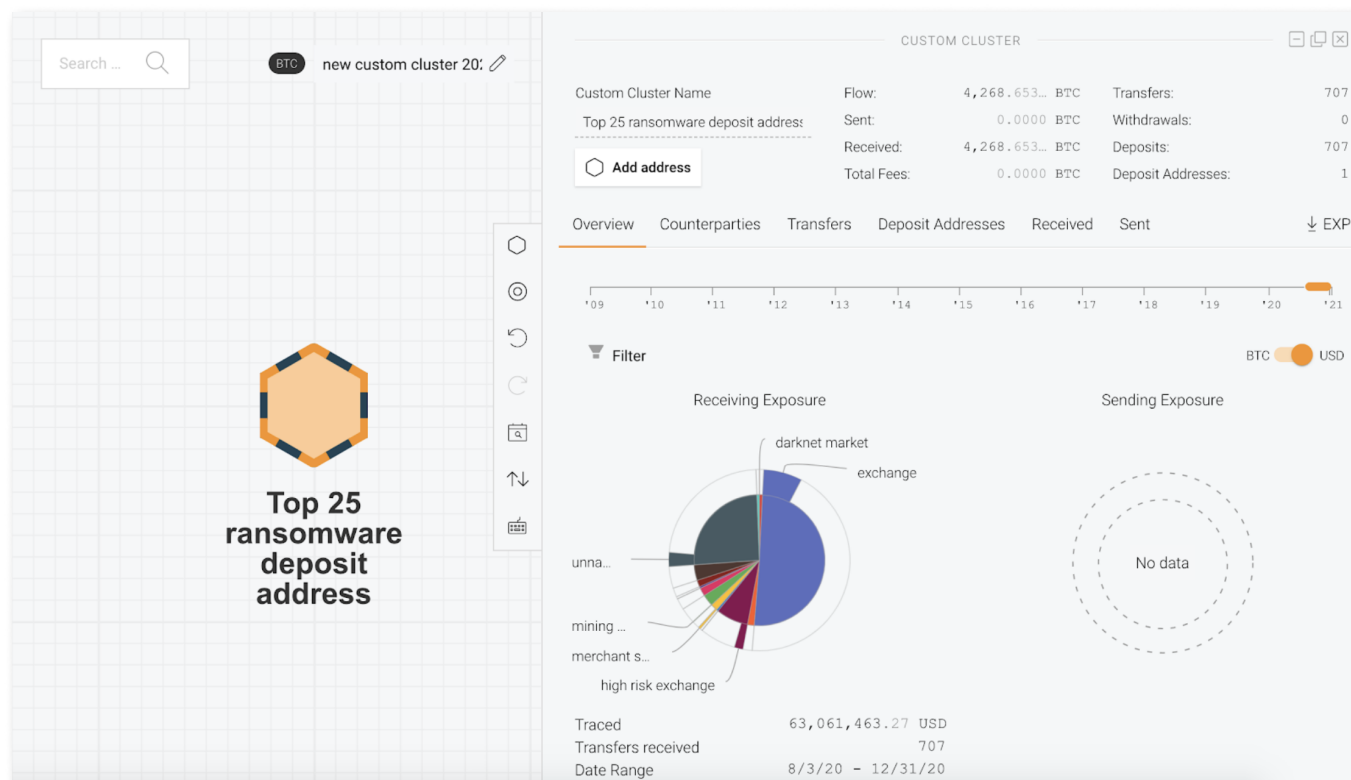 Search ...
BTC
new custom cluster 202
Top 25
ransomware
deposit
address
CUSTOM CLUSTER
Custom Cluster Name
Top 25 ransomware deposit address
Add address
Flow: 4,268.653… BTC
Sent: 0.0000 BTC
Received: 4,268.653… BTC
Total Fees: 0.0000 BTC
Transfers: 707
Withdrawals: 0
Deposits: 707
Deposit Addresses: 1
Overview Counterparties Transfers Deposit Addresses Received Sent EXP
'09 '10 '11 '12 '13 '14 '15 '16 '17 '18 '19 '20 '21
Filter
BTC USD
Receiving Exposure
darknet market
exchange
unna...
mining ...
merchant s...
high risk exchange
Sending Exposure
No data
Traced 63,061,463.27 USD
Transfers received 707
Date Range 8/3/20 - 12/31/20